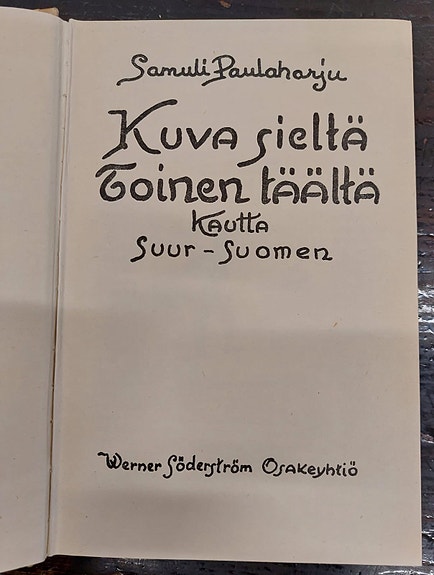 Samuli Paulaharju
Kuva sieltä
Toinen täältä
Kautta
Suur-Suomen
Werner Söderström Osakeyhtiö